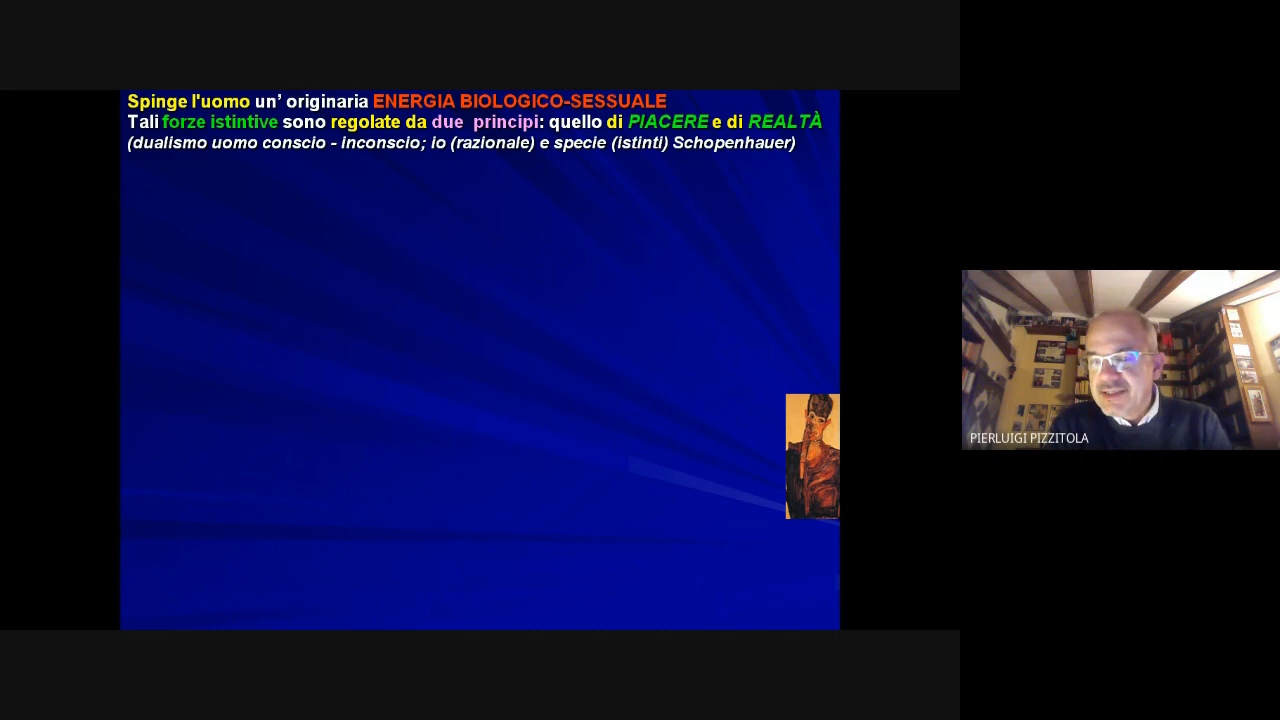 Spinge l'uomo un' originaria ENERGIA BIOLOGICO-SESSUALE
Tali forze istintive sono regolate da due principi: quello di PIACERE e di REALTÀ
(dualismo uomo conscio - inconscio; io (razionale) e specie (istinti) Schopenhauer)
PIERLUIGI PIZZITOLA